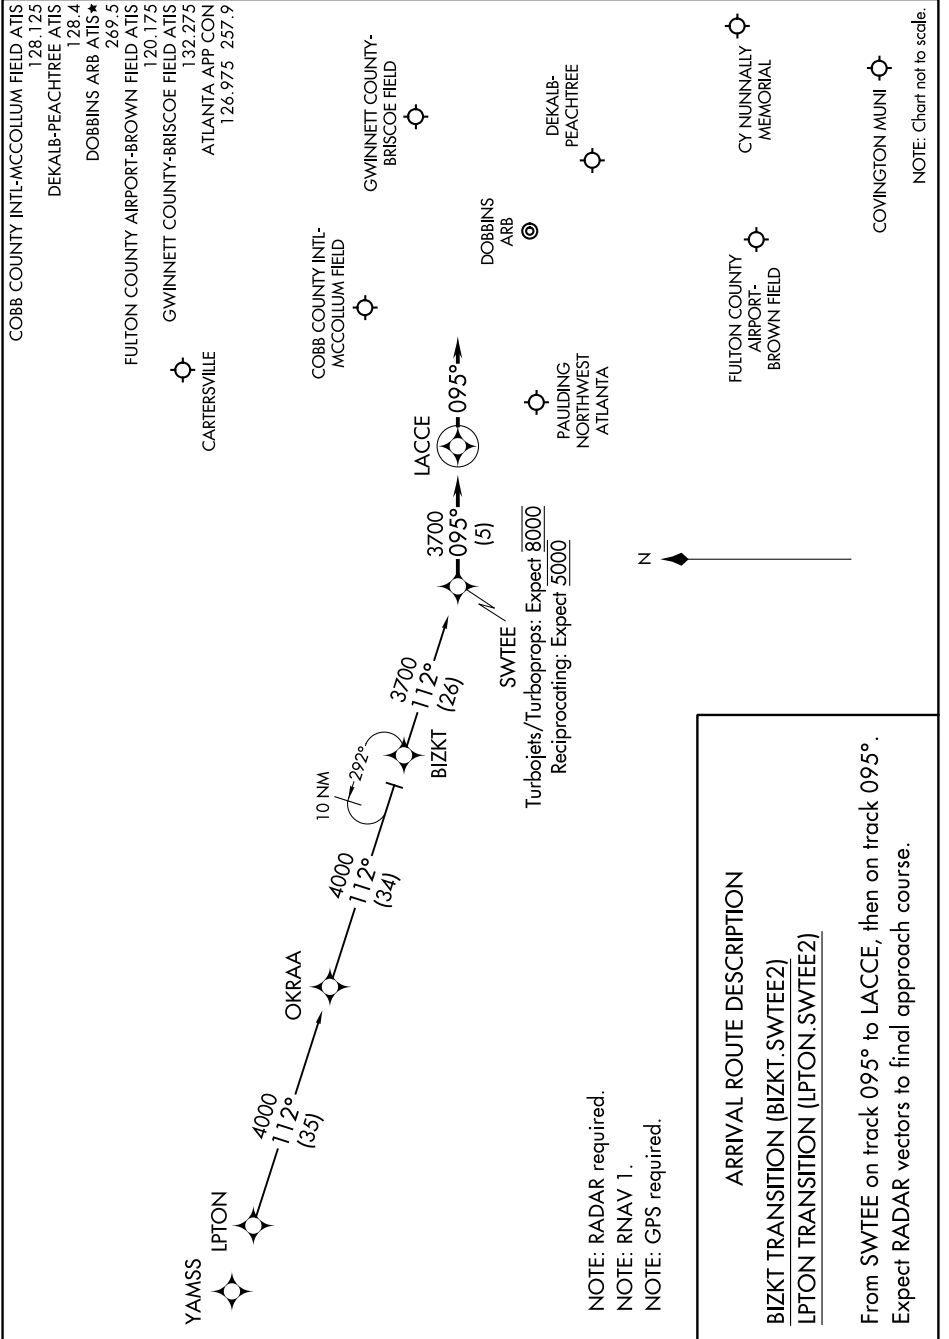 COBB COUNTY INTL-MCCOLLUM FIELD ATIS
128.125
DEKALB-PEACHTREE ATIS
128.4
DOBBINS ARB ATIS★
269.5
FULTON COUNTY AIRPORT-BROWN FIELD ATIS
120.175
GWINNETT COUNTY-BRISCOE FIELD ATIS
132.275
ATLANTA APP CON
126.975 257.9
YAMSS
LPTON
4000
112°
(35)
OKRAA
4000
112°
(34)
10 NM
292°
BIZKT
3700
112°
(26)
SWTEE
Turbojets/Turboprops: Expect 8000
Reciprocating: Expect 5000
3700
095°
(5)
LACCE
095°
CARTERSVILLE
COBB COUNTY INTL-
MCCOLLUM FIELD
GWINNETT COUNTY-
BRISCOE FIELD
DOBBINS
ARB
DEKALB-
PEACHTREE
PAULDING
NORTHWEST
ATLANTA
FULTON COUNTY
AIRPORT-
BROWN FIELD
CY NUNNALLY
MEMORIAL
COVINGTON MUNI
N
NOTE: RADAR required.
NOTE: RNAV 1.
NOTE: GPS required.
ARRIVAL ROUTE DESCRIPTION
BIZKT TRANSITION (BIZKT.SWTEE2)
LPTON TRANSITION (LPTON.SWTEE2)
From SWTEE on track 095° to LACCE, then on track 095°.
Expect RADAR vectors to final approach course.
NOTE: Chart not to scale.